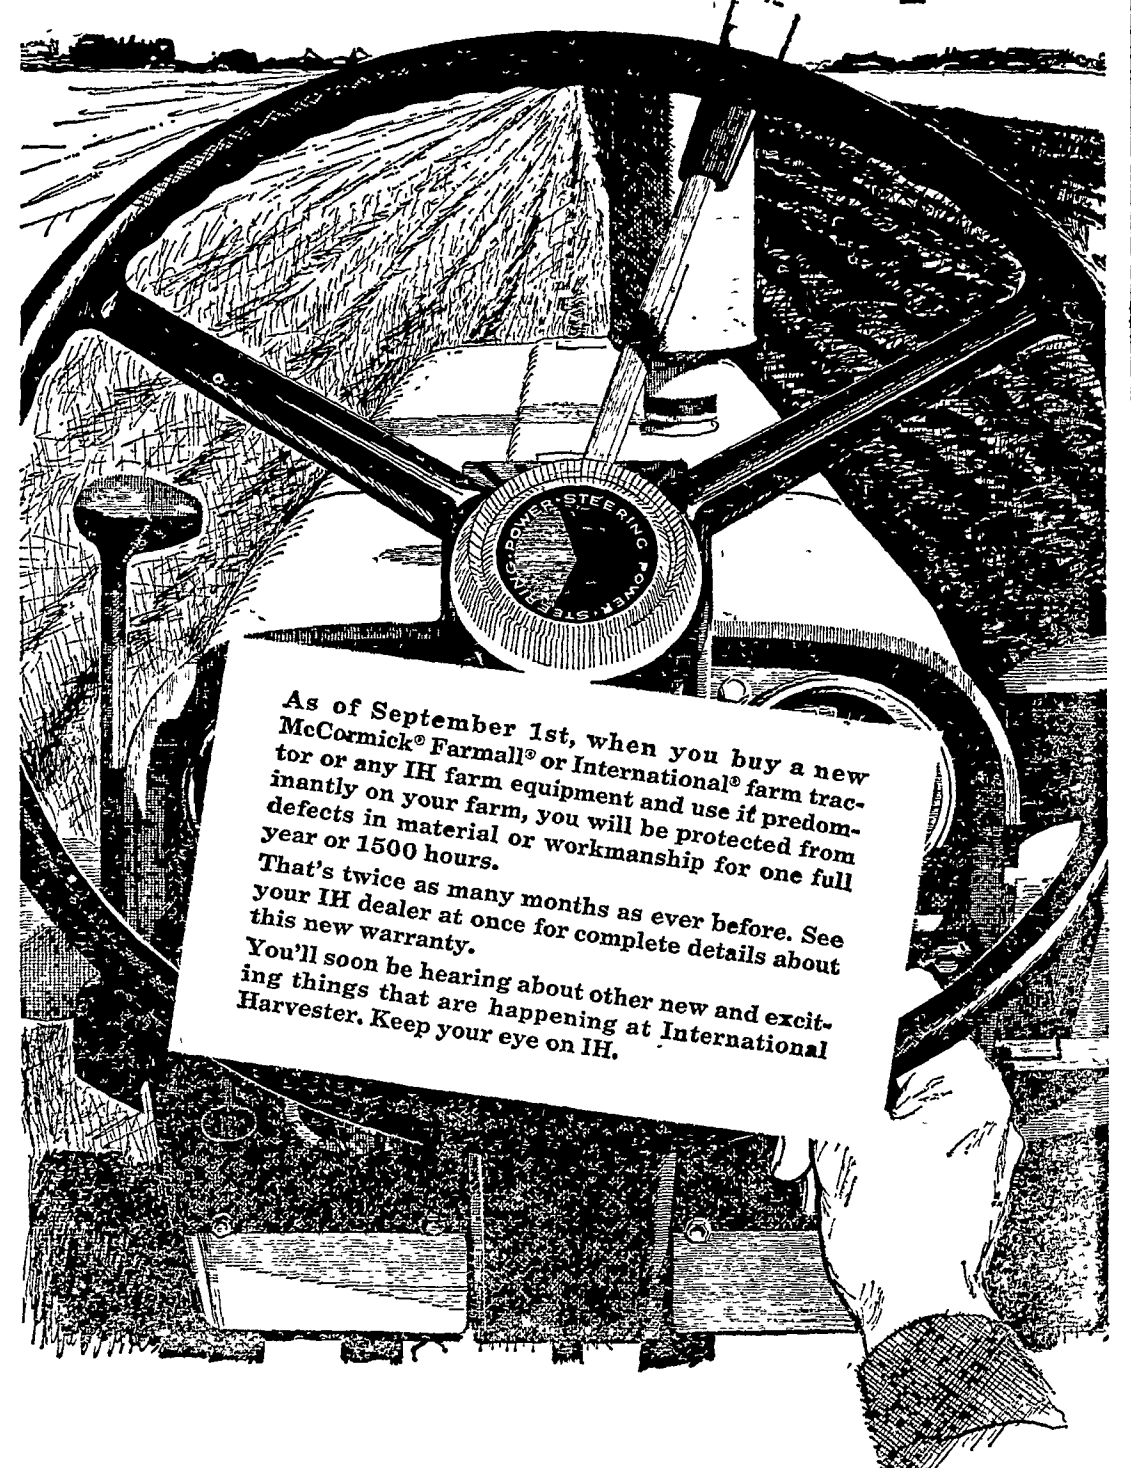 POWER·STEERING·POWER·STEERING
As of September 1st, when you buy a new
McCormick® Farmall® or International® farm trac-
tor or any IH farm equipment and use it predom-
inantly on your farm, you will be protected from
defects in material or workmanship for one full
year or 1500 hours.
That's twice as many months as ever before. See
your IH dealer at once for complete details about
this new warranty.
You'll soon be hearing about other new and excit-
ing things that are happening at International
Harvester. Keep your eye on IH.